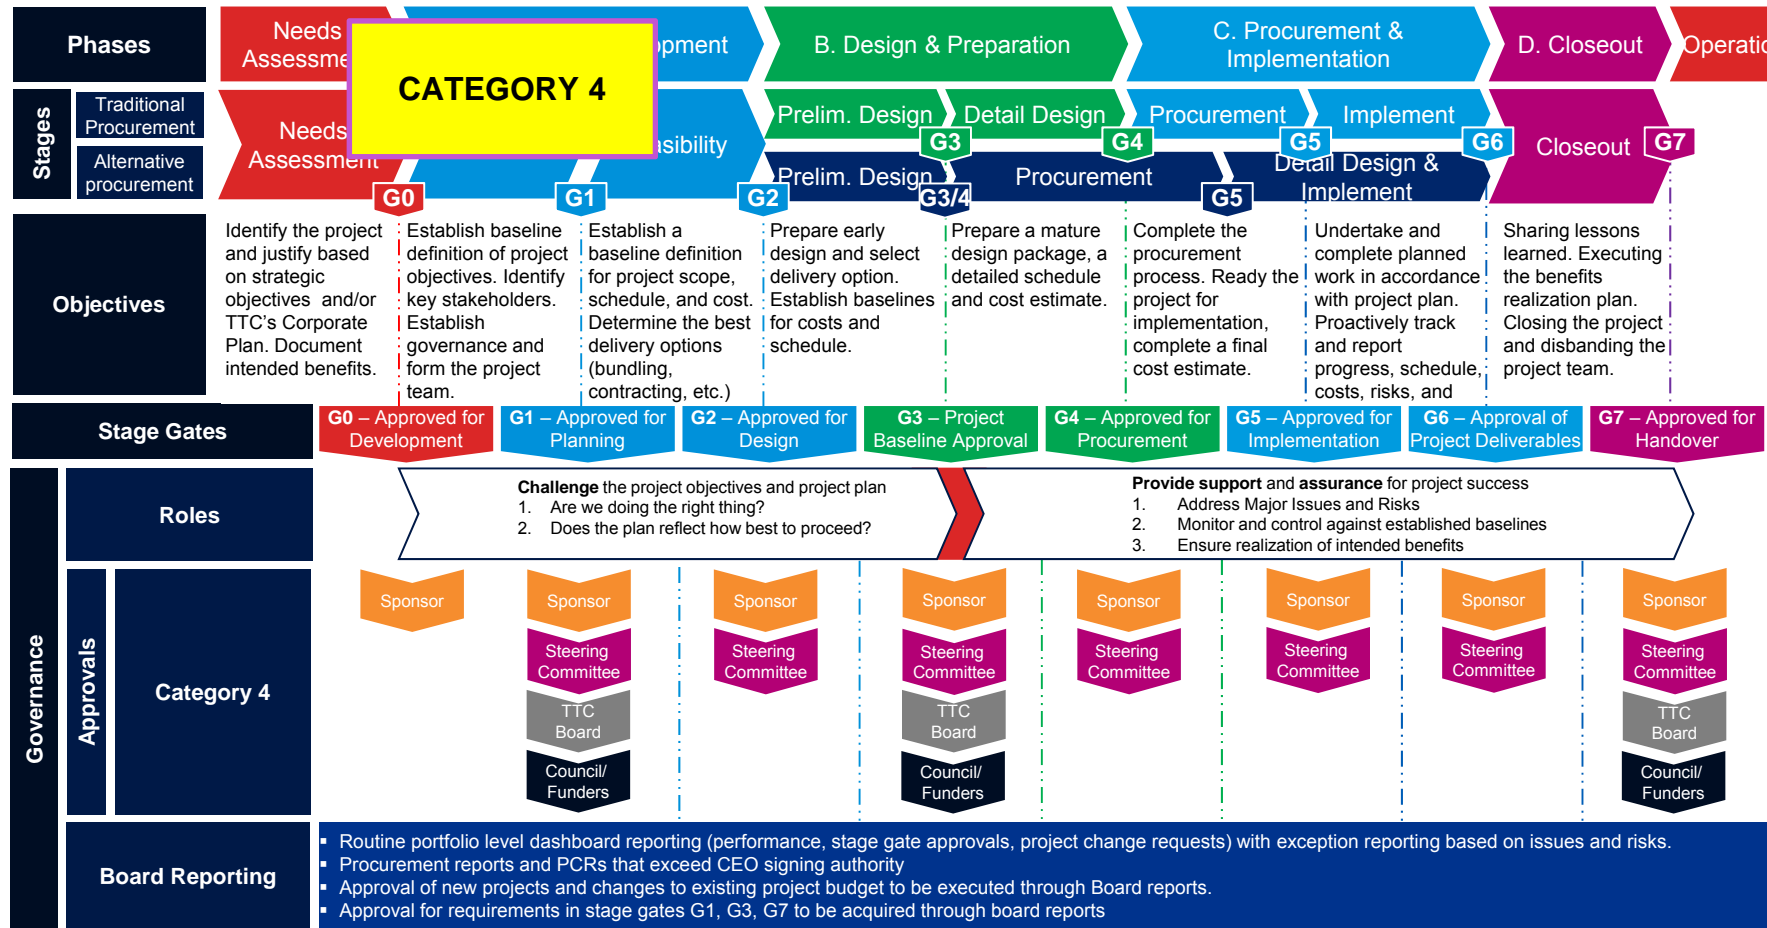 Phases
Needs
Assessme
CATEGORY 4
opment
B. Design & Preparation
C. Procurement &
Implementation
D. Closeout
Operatio
Stages
Traditional
Procurement
Alternative
procurement
Needs
Assessment
sibility
Prelim. Design
Detail Design
Procurement
Implement
Prelim. Design
Procurement
Detail Design &
Implement
Closeout
G0
G1
G2
G3
G3/4
G4
G5
G5
G6
G7
Objectives
Identify the project
and justify based
on strategic
objectives and/or
TTC's Corporate
Plan. Document
intended benefits.
Establish baseline
definition of project
objectives. Identify
key stakeholders.
Establish
governance and
form the project
team.
Establish a
baseline definition
for project scope,
schedule, and cost.
Determine the best
delivery options
(bundling,
contracting, etc.)
Prepare early
design and select
delivery option.
Establish baselines
for costs and
schedule.
Prepare a mature
design package, a
detailed schedule
and cost estimate.
Complete the
procurement
process. Ready the
project for
implementation,
complete a final
cost estimate.
Undertake and
complete planned
work in accordance
with project plan.
Proactively track
and report
progress, schedule,
costs, risks, and
Sharing lessons
learned. Executing
the benefits
realization plan.
Closing the project
and disbanding the
project team.
Stage Gates
G0 – Approved for
Development
G1 – Approved for
Planning
G2 – Approved for
Design
G3 – Project
Baseline Approval
G4 – Approved for
Procurement
G5 – Approved for
Implementation
G6 – Approval of
Project Deliverables
G7 – Approved for
Handover
Governance
Roles
Challenge the project objectives and project plan
1. Are we doing the right thing?
2. Does the plan reflect how best to proceed?
Provide support and assurance for project success
1. Address Major Issues and Risks
2. Monitor and control against established baselines
3. Ensure realization of intended benefits
Approvals
Category 4
Sponsor
Sponsor
Steering
Committee
TTC
Board
Council/
Funders
Sponsor
Steering
Committee
Sponsor
Steering
Committee
TTC
Board
Council/
Funders
Sponsor
Steering
Committee
Sponsor
Steering
Committee
Sponsor
Steering
Committee
Sponsor
Steering
Committee
TTC
Board
Council/
Funders
Board Reporting
▪ Routine portfolio level dashboard reporting (performance, stage gate approvals, project change requests) with exception reporting based on issues and risks.
▪ Procurement reports and PCRs that exceed CEO signing authority
▪ Approval of new projects and changes to existing project budget to be executed through Board reports.
▪ Approval for requirements in stage gates G1, G3, G7 to be acquired through board reports